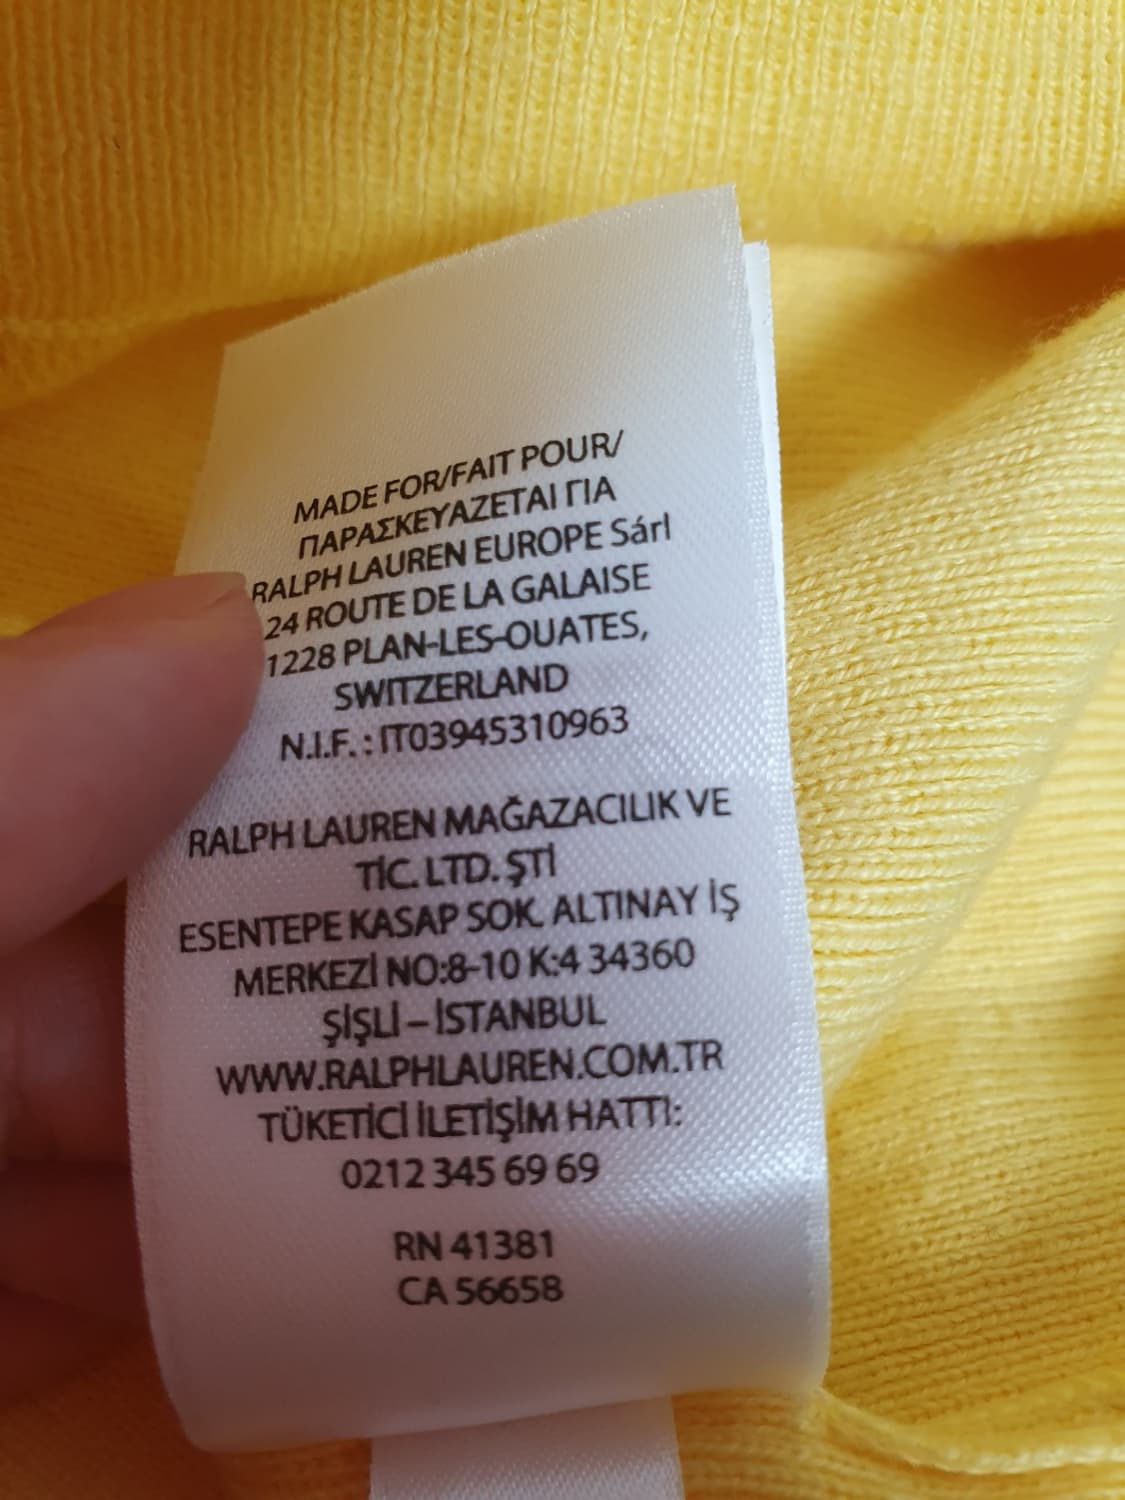 MADE FOR/FAIT POUR/
ΠΑΡΑΣΚΕΥΑΖΕΤΑΙ ΓΙΑ
RALPH LAUREN EUROPE Sárl
24 ROUTE DE LA GALAISE
1228 PLAN-LES-OUATES,
SWITZERLAND
N.I.F. : IT03945310963
RALPH LAUREN MAĞAZACILIK VE
TİC. LTD. ŞTİ
ESENTEPE KASAP SOK. ALTINAY İŞ
MERKEZİ NO:8-10 K:4 34360
ŞİŞLİ – İSTANBUL
WWW.RALPHLAUREN.COM.TR
TÜKETİCİ İLETİŞİM HATTI:
0212 345 69 69
RN 41381
CA 56658